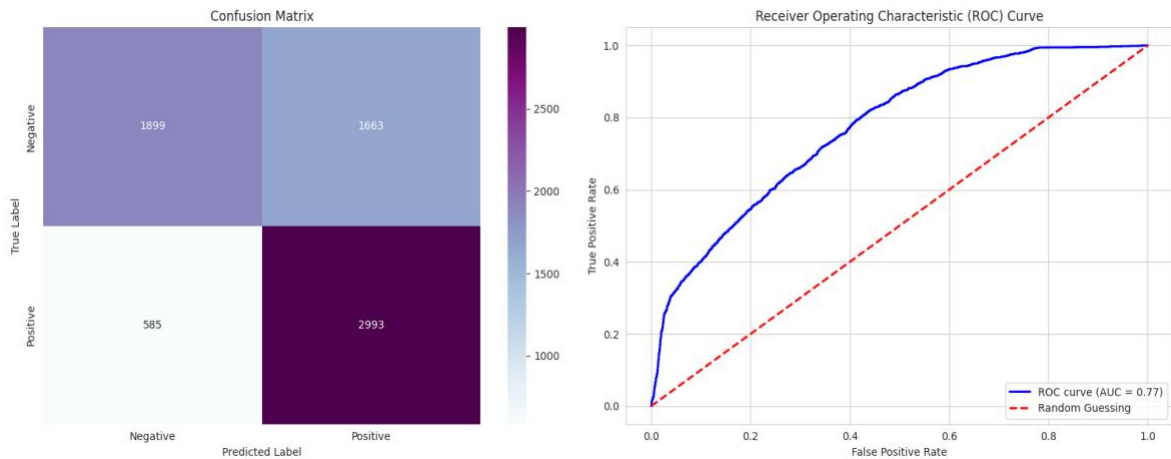 Confusion Matrix
True Label
Negative
Positive
1899
1663
585
2993
Negative
Positive
Predicted Label
2500
2000
1500
1000
Receiver Operating Characteristic (ROC) Curve
True Positive Rate
1.0
0.8
0.6
0.4
0.2
0.0
0.0
0.2
0.4
0.6
0.8
1.0
False Positive Rate
ROC curve (AUC = 0.77)
Random Guessing